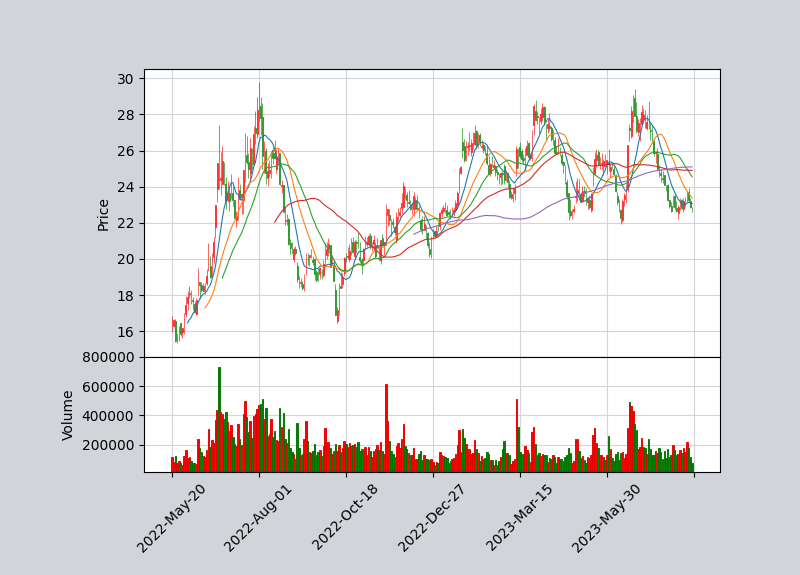 30
28
26
24
22
20
18
16
Price
800000
600000
400000
200000
Volume
2022-May-20
2022-Aug-01
2022-Oct-18
2022-Dec-27
2023-Mar-15
2023-May-30